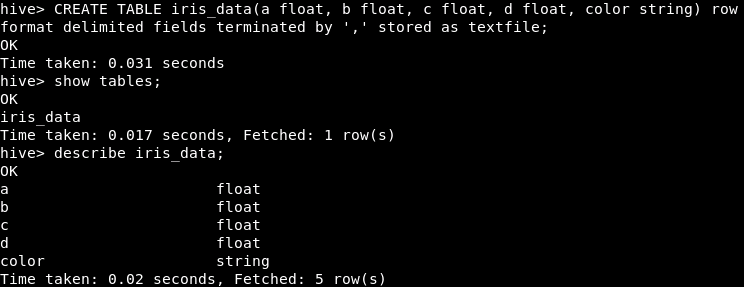 hive> CREATE TABLE iris_data(a float, b float, c float, d float, color string) row
format delimited fields terminated by ',' stored as textfile;
OK
Time taken: 0.031 seconds
hive> show tables;
OK
iris_data
Time taken: 0.017 seconds, Fetched: 1 row(s)
hive> describe iris_data;
OK
a                       float
b                       float
c                       float
d                       float
color                   string
Time taken: 0.02 seconds, Fetched: 5 row(s)